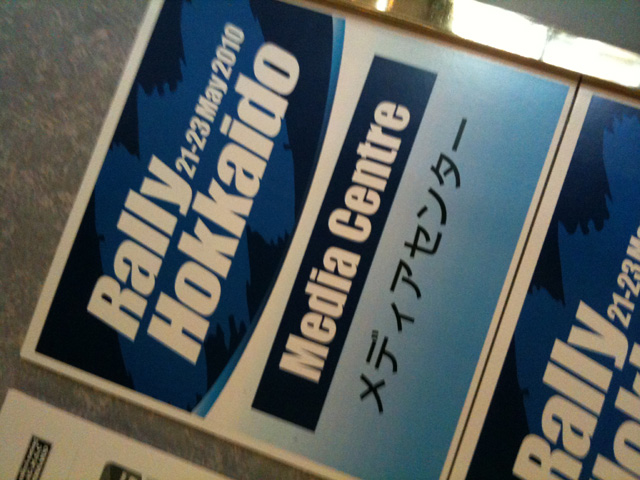 Rally
21-23 May 2010
Hokkaido
Media Centre
メディアセンター
Rally
21-23 M
Hokk